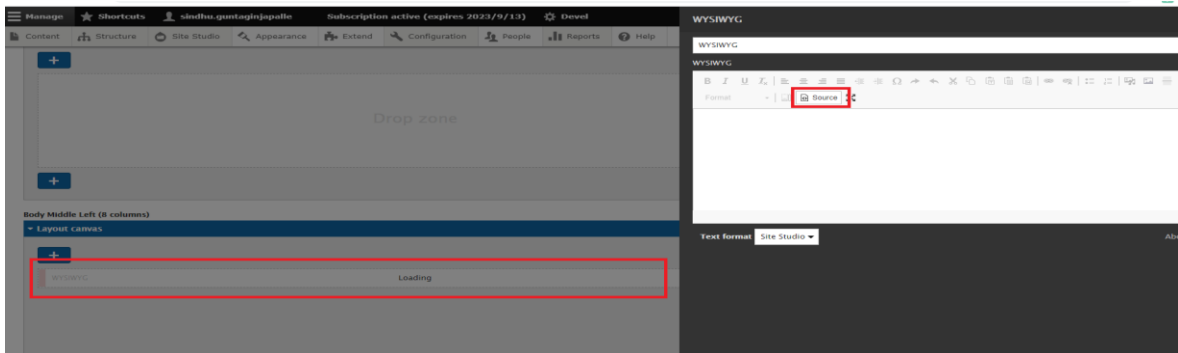 Manage Shortcuts sindhu.guntaginjapalle Subscription active (expires 2023/9/13) Devel
Content Structure Site Studio Appearance Extend Configuration People Reports Help
+
Drop zone
+
Body Middle Left (8 columns)
Layout canvas
+
WYSIWYG Loading
WYSIWYG
WYSIWYG
WYSIWYG
B I U Ω
Format Source
Text format Site Studio